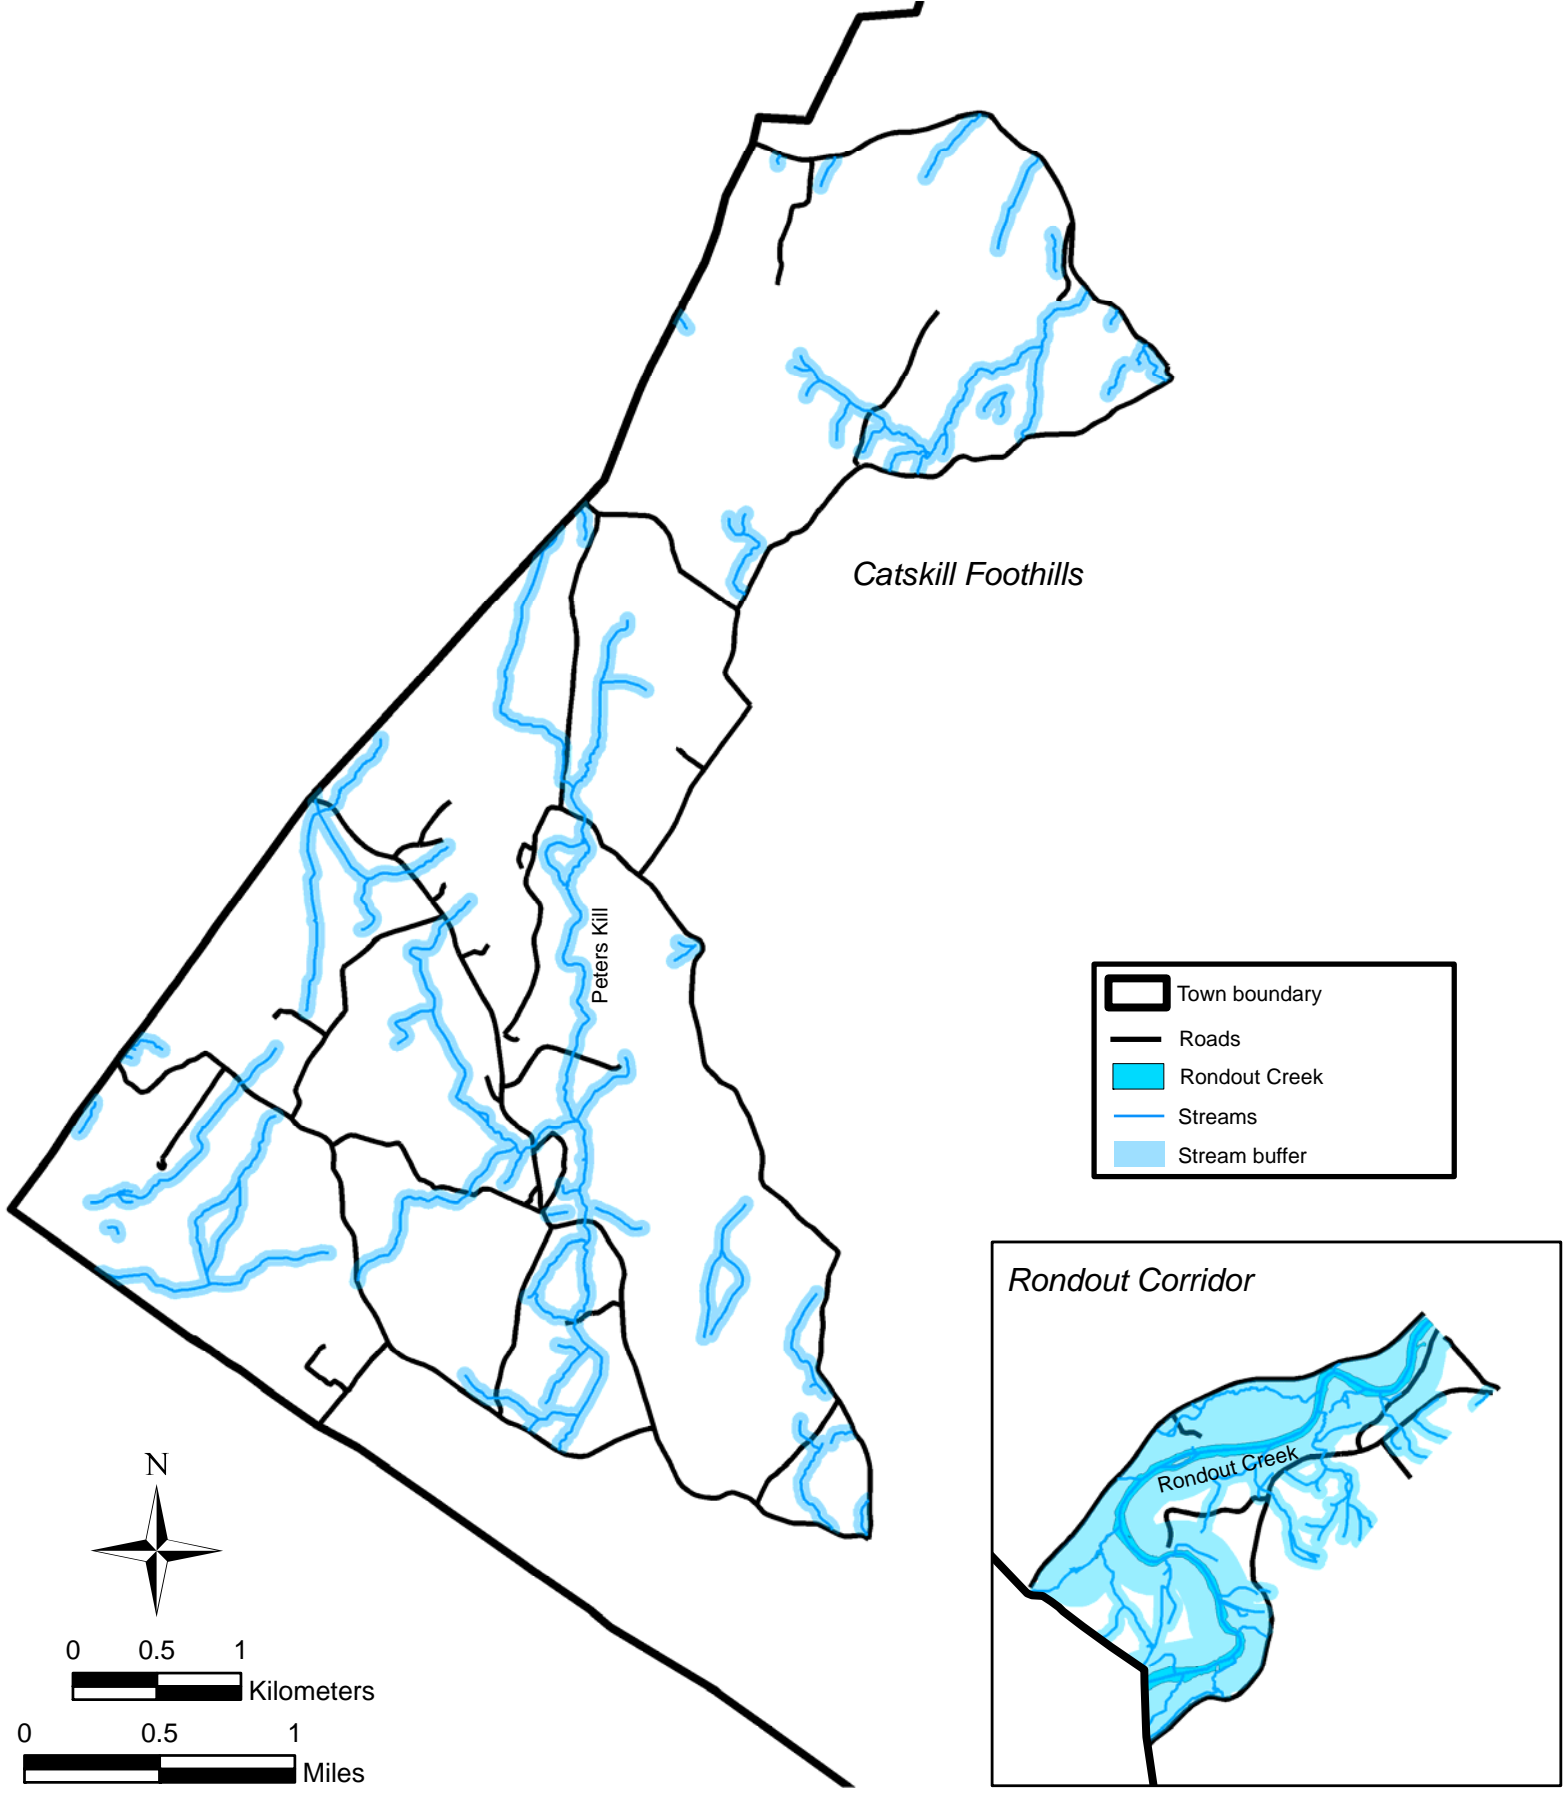 Catskill Foothills
Peters Kill
Town boundary
Roads
Rondout Creek
Streams
Stream buffer
Rondout Corridor
Rondout Creek
N
0 0.5 1
Kilometers
0 0.5 1
Miles